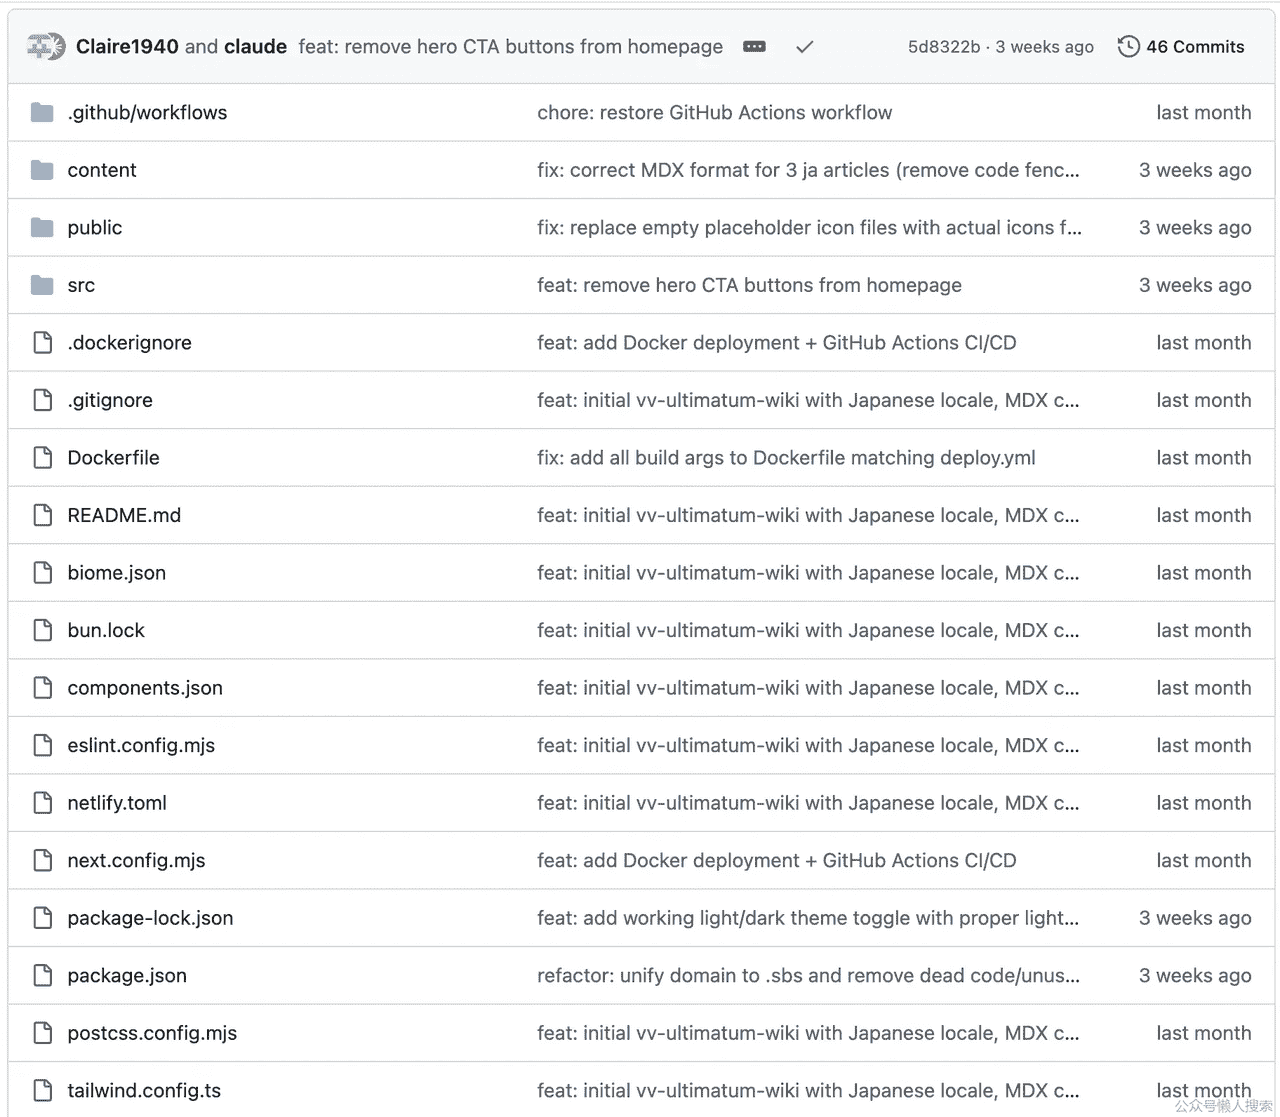 Claire1940 and claude feat: remove hero CTA buttons from homepage 5d8322b · 3 weeks ago 46 Commits
.github/workflows chore: restore GitHub Actions workflow last month
content fix: correct MDX format for 3 ja articles (remove code fenc... 3 weeks ago
public fix: replace empty placeholder icon files with actual icons f... 3 weeks ago
src feat: remove hero CTA buttons from homepage 3 weeks ago
.dockerignore feat: add Docker deployment + GitHub Actions CI/CD last month
.gitignore feat: initial vv-ultimatum-wiki with Japanese locale, MDX c... last month
Dockerfile fix: add all build args to Dockerfile matching deploy.yml last month
README.md feat: initial vv-ultimatum-wiki with Japanese locale, MDX c... last month
biome.json feat: initial vv-ultimatum-wiki with Japanese locale, MDX c... last month
bun.lock feat: initial vv-ultimatum-wiki with Japanese locale, MDX c... last month
components.json feat: initial vv-ultimatum-wiki with Japanese locale, MDX c... last month
eslint.config.mjs feat: initial vv-ultimatum-wiki with Japanese locale, MDX c... last month
netlify.toml feat: initial vv-ultimatum-wiki with Japanese locale, MDX c... last month
next.config.mjs feat: add Docker deployment + GitHub Actions CI/CD last month
package-lock.json feat: add working light/dark theme toggle with proper light... 3 weeks ago
package.json refactor: unify domain to .sbs and remove dead code/unus... 3 weeks ago
postcss.config.mjs feat: initial vv-ultimatum-wiki with Japanese locale, MDX c... last month
tailwind.config.ts feat: initial vv-ultimatum-wiki with Japanese locale, MDX c... last month
公众号懒人搜索